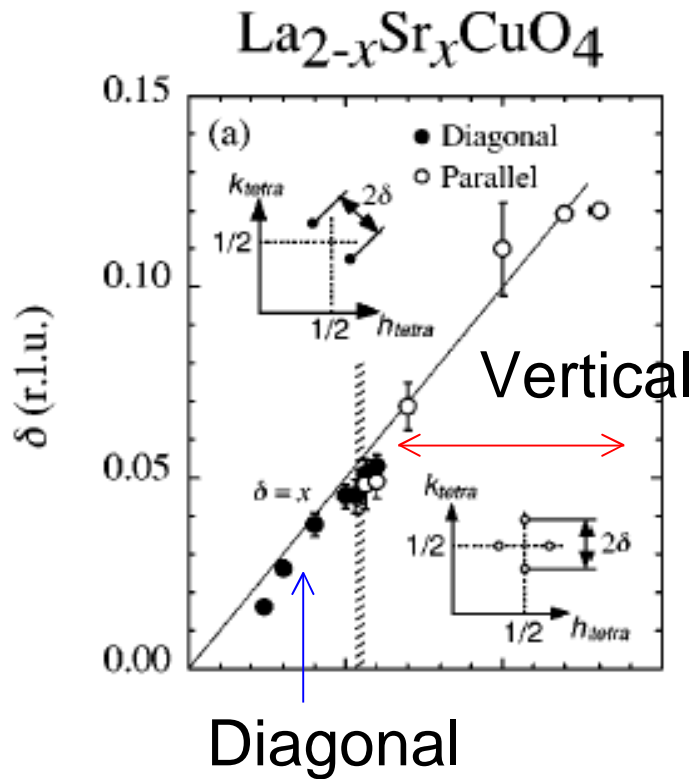 La2-xSrxCuO4
0.15
(a)
● Diagonal
○ Parallel
ktetra
2δ
1/2
1/2
htetra
0.10
δ (r.l.u.)
Vertical
0.05
δ = x
ktetra
1/2
2δ
1/2
htetra
0.00
Diagonal